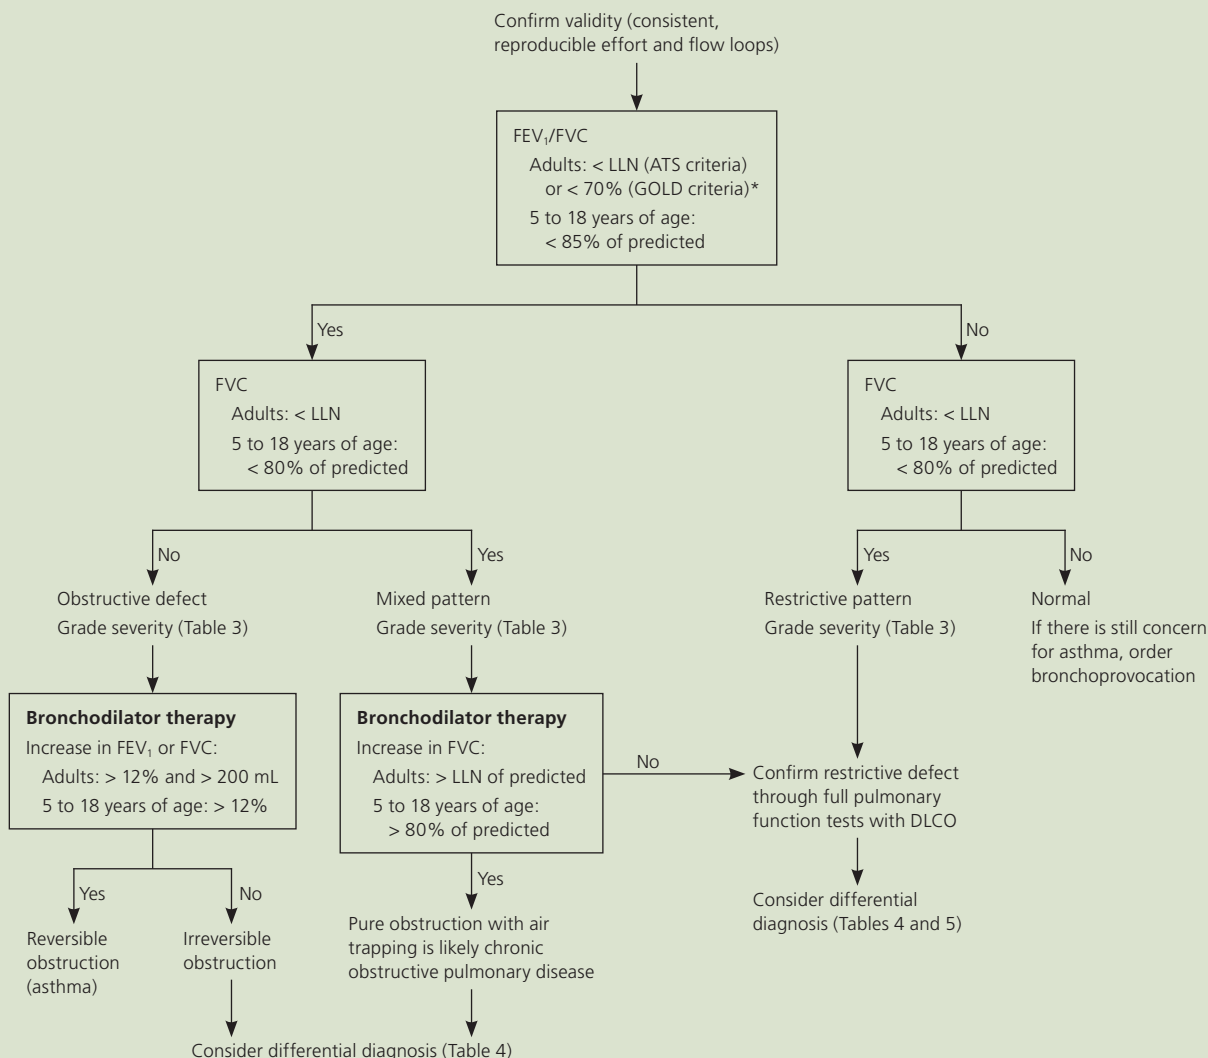 Confirm validity (consistent,
reproducible effort and flow loops)
FEV₁/FVC
Adults: < LLN (ATS criteria)
or < 70% (GOLD criteria)*
5 to 18 years of age:
< 85% of predicted
Yes
No
FVC
Adults: < LLN
5 to 18 years of age:
< 80% of predicted
FVC
Adults: < LLN
5 to 18 years of age:
< 80% of predicted
No
Yes
Yes
No
Obstructive defect
Grade severity (Table 3)
Mixed pattern
Grade severity (Table 3)
Restrictive pattern
Grade severity (Table 3)
Normal
If there is still concern
for asthma, order
bronchoprovocation
Bronchodilator therapy
Increase in FEV₁ or FVC:
Adults: > 12% and > 200 mL
5 to 18 years of age: > 12%
Bronchodilator therapy
Increase in FVC:
Adults: > LLN of predicted
5 to 18 years of age:
> 80% of predicted
No
Confirm restrictive defect
through full pulmonary
function tests with DLCO
Yes
No
Yes
Reversible
obstruction
(asthma)
Irreversible
obstruction
Pure obstruction with air
trapping is likely chronic
obstructive pulmonary disease
Consider differential
diagnosis (Tables 4 and 5)
Consider differential diagnosis (Table 4)